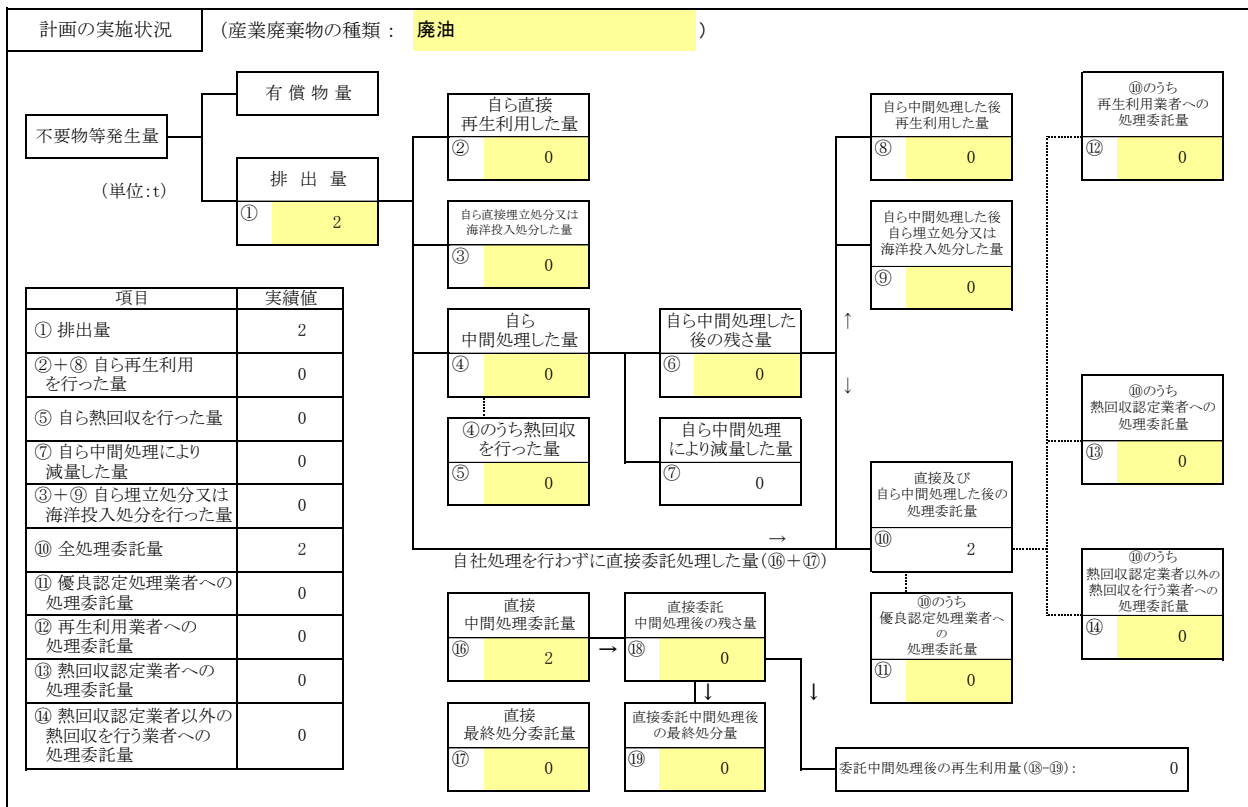 計画の実施状況 (産業廃棄物の種類： 廃油 )
有 償 物 量
不要物等発生量
(単位:t)
排 出 量
① 2
自ら直接
再生利用した量
② 0
自ら直接埋立処分又は
海洋投入処分した量
③ 0
自ら
中間処理した量
④ 0
④のうち熱回収
を行った量
⑤ 0
自ら中間処理した
後の残さ量
⑥ 0
自ら中間処理
により減量した量
⑦ 0
自ら中間処理した後
再生利用した量
⑧ 0
自ら中間処理した後
自ら埋立処分又は
海洋投入処分した量
⑨ 0
↑
↓
直接及び
自ら中間処理した後の
処理委託量
⑩ 2
⑩のうち
再生利用業者への
処理委託量
⑫ 0
⑩のうち
熱回収認定業者への
処理委託量
⑬ 0
⑩のうち
熱回収認定業者以外の
熱回収を行う業者への
処理委託量
⑭ 0
⑩のうち
優良認定処理業者へ
の
処理委託量
⑪ 0
→
自社処理を行わずに直接委託処理した量(⑯＋⑰)
直接
中間処理委託量
⑯ 2
→
直接委託
中間処理後の残さ量
⑱ 0
↓
↓
直接
最終処分委託量
⑰ 0
直接委託中間処理後
の最終処分量
⑲ 0
委託中間処理後の再生利用量(⑱-⑲)： 0
項目 実績値
① 排出量 2
②＋⑧ 自ら再生利用
を行った量 0
⑤ 自ら熱回収を行った量 0
⑦ 自ら中間処理により
減量した量 0
③＋⑨ 自ら埋立処分又は
海洋投入処分を行った量 0
⑩ 全処理委託量 2
⑪ 優良認定処理業者への
処理委託量 0
⑫ 再生利用業者への
処理委託量 0
⑬ 熱回収認定業者への
処理委託量 0
⑭ 熱回収認定業者以外の
熱回収を行う業者への
処理委託量 0